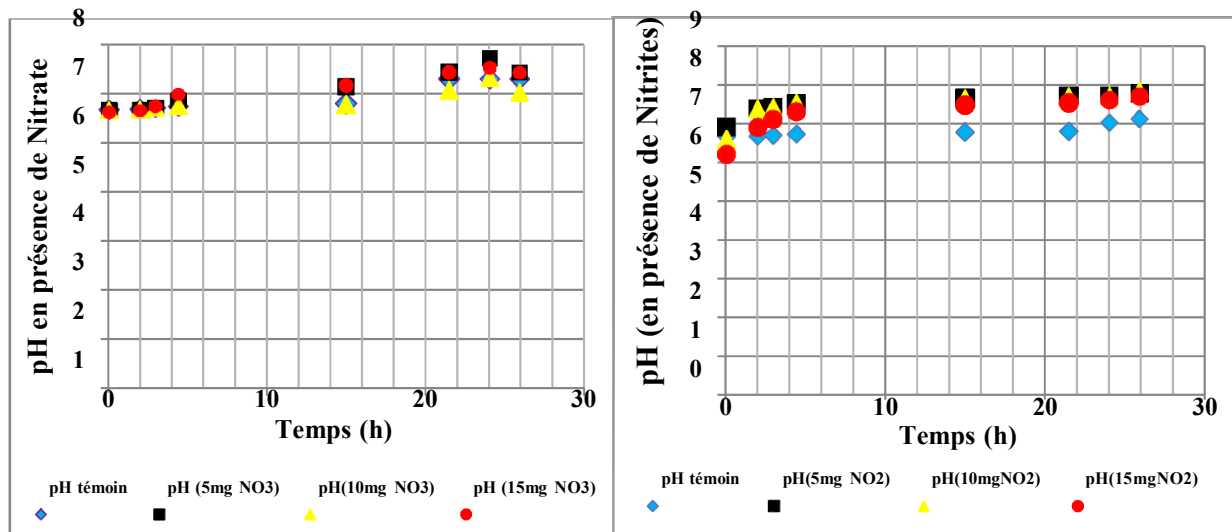 pH en présence de Nitrate
8
7
6
5
4
3
2
1
0
10
20
30
Temps (h)
pH témoin
pH (5mg NO3)
pH(10mg NO3)
pH (15mg NO3)
pH (en présence de Nitrites)
9
8
7
6
5
4
3
2
1
0
0
10
20
30
Temps (h)
pH témoin
pH(5mg NO2)
pH(10mgNO2)
pH(15mgNO2)